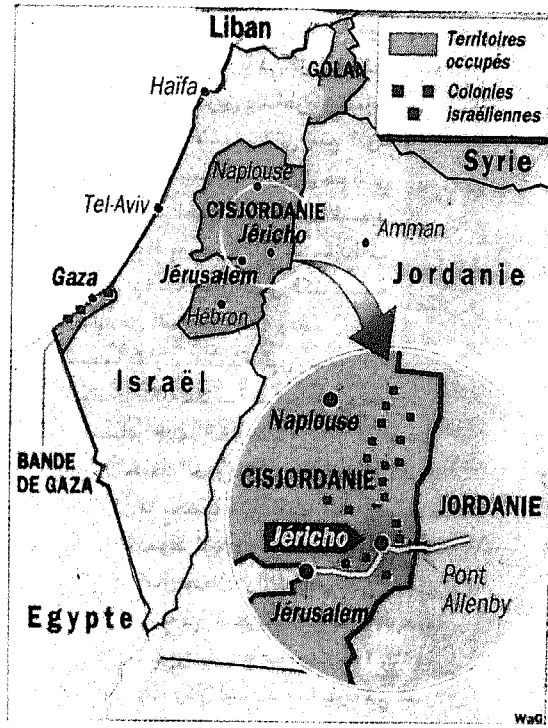 Liban
GOLAN
Territoires
occupés
Colonies
israéliennes
Haïfa
Syrie
Naplouse
Tel-Aviv
CISJORDANIE
Jéricho
Amman
Jérusalem
Jordanie
Gaza
Hébron
Israël
Naplouse
BANDE
DE GAZA
CISJORDANIE
JORDANIE
Jéricho
Pont
Allenby
Jérusalem
Egypte
WaG